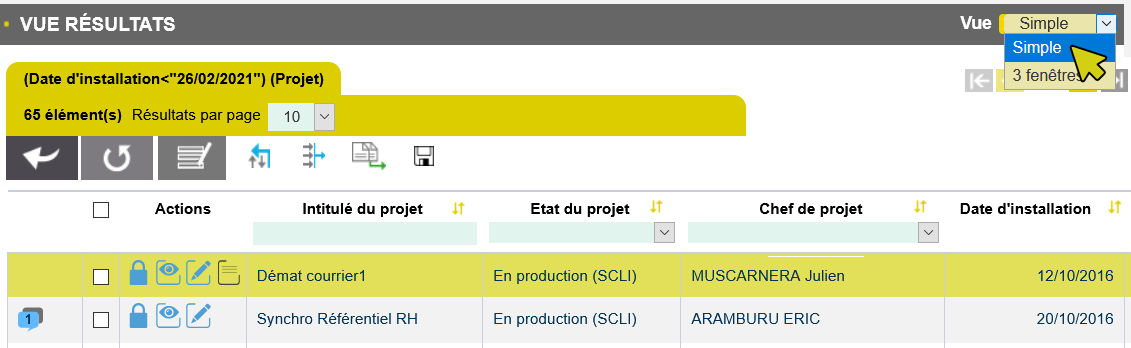 VUE RÉSULTATS
Vue Simple
Simple
3 fenêtres
(Date d'installation<"26/02/2021") (Projet)
65 élément(s) Résultats par page 10
Actions Intitulé du projet Etat du projet Chef de projet Date d'installation
Démat courrier1 En production (SCLI) MUSCARNERA Julien 12/10/2016
1 Synchro Référentiel RH En production (SCLI) ARAMBURU ERIC 20/10/2016